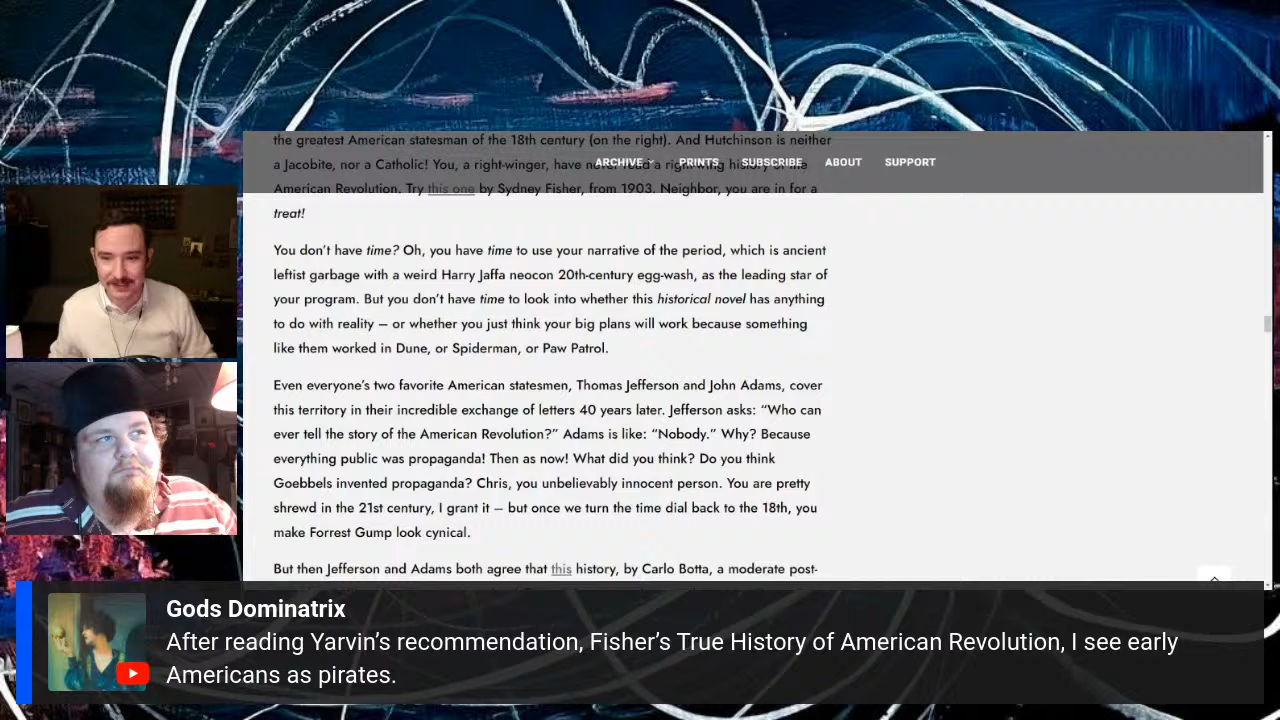 the greatest American statesman of the 18th century (on the right). And Hutchinson is neither
a Jacobite, nor a Catholic! You, a right-winger, have never read a right-wing history of the
ARCHIVE PRINTS SUBSCRIBE ABOUT SUPPORT
American Revolution. Try this one by Sydney Fisher, from 1903. Neighbor, you are in for a
treat!
You don't have time? Oh, you have time to use your narrative of the period, which is ancient
leftist garbage with a weird Harry Jaffa neocon 20th-century egg-wash, as the leading star of
your program. But you don't have time to look into whether this historical novel has anything
to do with reality – or whether you just think your big plans will work because something
like them worked in Dune, or Spiderman, or Paw Patrol.
Even everyone's two favorite American statesmen, Thomas Jefferson and John Adams, cover
this territory in their incredible exchange of letters 40 years later. Jefferson asks: "Who can
ever tell the story of the American Revolution?" Adams is like: "Nobody." Why? Because
everything public was propaganda! Then as now! What did you think? Do you think
Goebbels invented propaganda? Chris, you unbelievably innocent person. You are pretty
shrewd in the 21st century, I grant it – but once we turn the time dial back to the 18th, you
make Forrest Gump look cynical.
But then Jefferson and Adams both agree that this history, by Carlo Botta, a moderate post-
Gods Dominatrix
After reading Yarvin's recommendation, Fisher's True History of American Revolution, I see early
Americans as pirates.